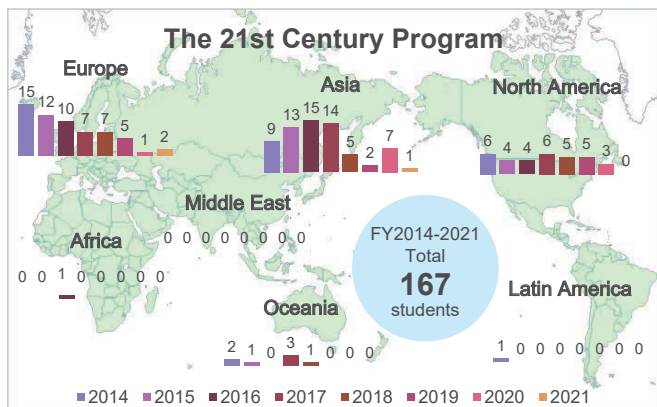 The 21st Century Program
Europe
15 12 10 7 7 5 1 2
Asia
9 13 15 14 5 2 7 1
North America
6 4 4 6 5 5 3 0
Middle East
0 0 0 0 0 0 0 0
Africa
0 0 1 0 0 0 0 0
FY2014-2021
Total
167
students
Oceania
2 1 0 3 1 0 0 0
Latin America
1 0 0 0 0 0 0 0
2014 2015 2016 2017 2018 2019 2020 2021